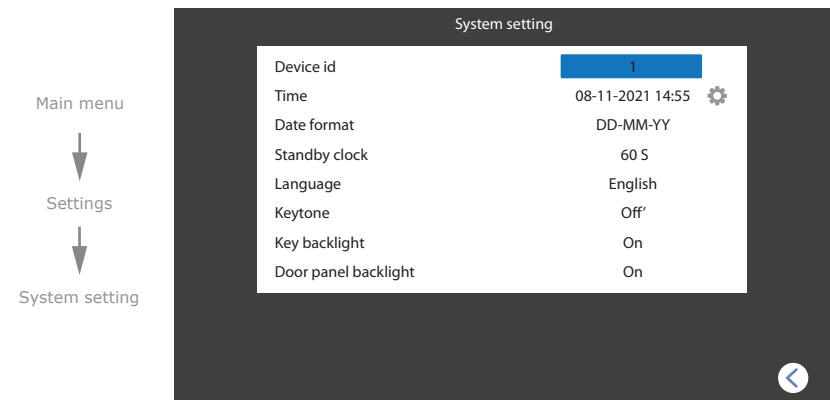 System setting
Main menu
Settings
System setting
Device id 1
Time 08-11-2021 14:55
Date format DD-MM-YY
Standby clock 60 S
Language English
Keytone Off’
Key backlight On
Door panel backlight On